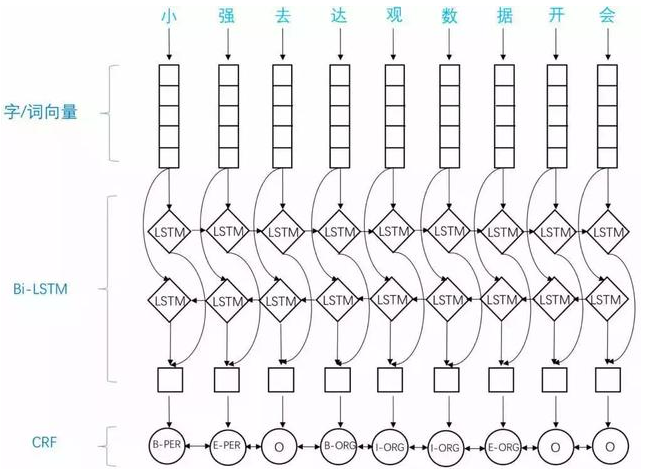 小 强 去 达 观 数 据 开 会
字/词向量
LSTM LSTM LSTM LSTM LSTM LSTM LSTM LSTM LSTM
Bi-LSTM
LSTM LSTM LSTM LSTM LSTM LSTM LSTM LSTM LSTM
CRF
B-PER E-PER O B-ORG I-ORG I-ORG E-ORG O O